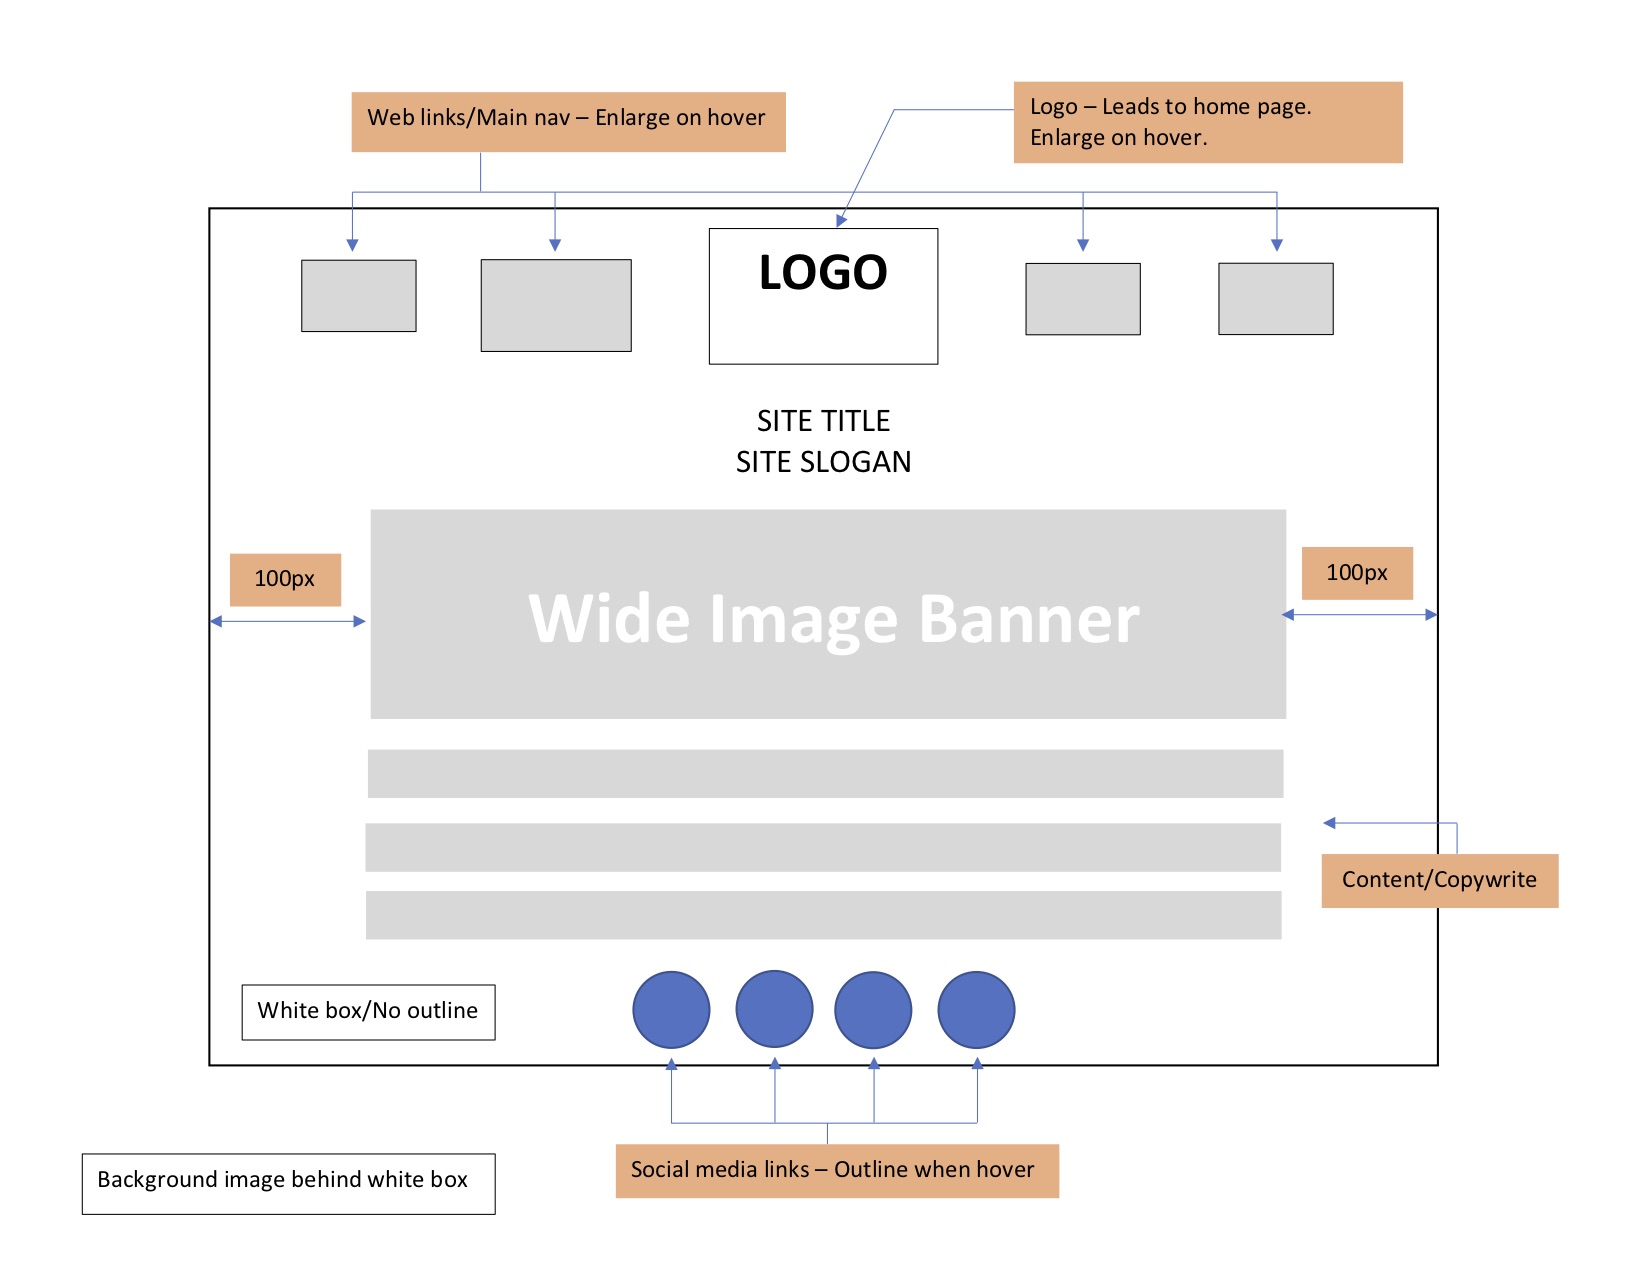 Web links/Main nav – Enlarge on hover
Logo – Leads to home page.
Enlarge on hover.
LOGO
SITE TITLE
SITE SLOGAN
100px
Wide Image Banner
100px
Content/Copywrite
White box/No outline
Social media links – Outline when hover
Background image behind white box